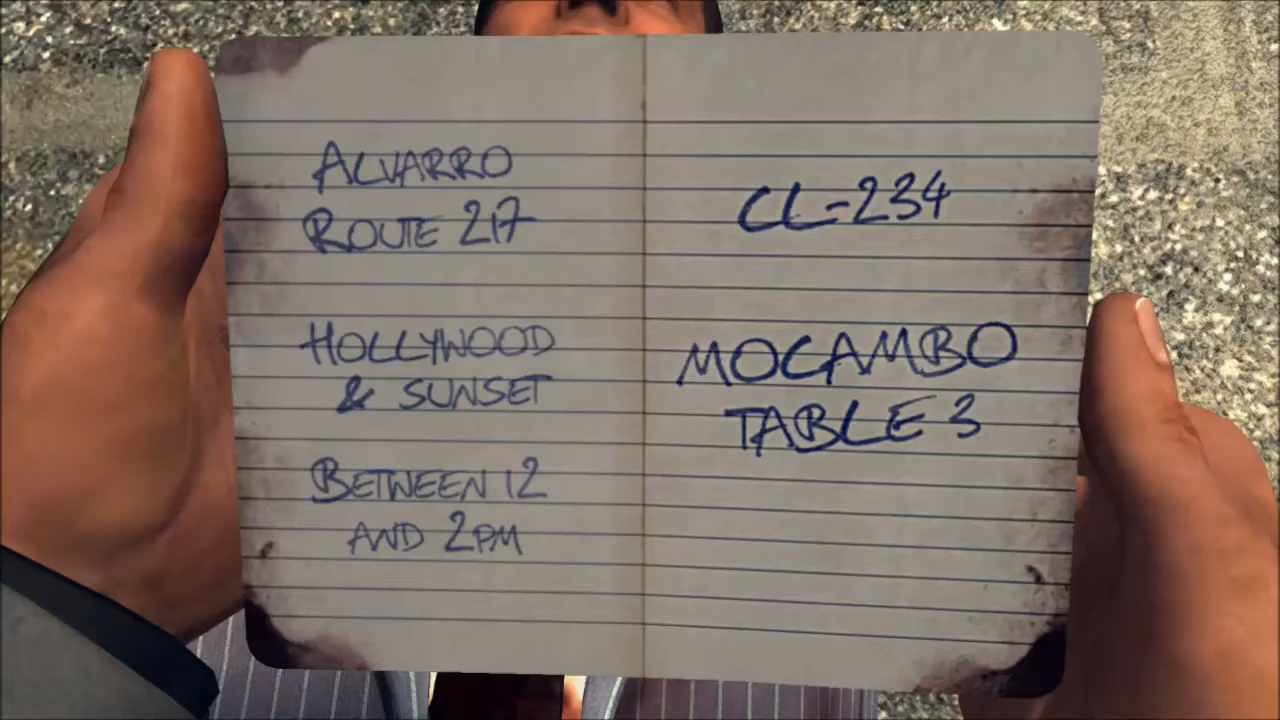 ALVARRO
ROUTE 217
HOLLYWOOD
& SUNSET
BETWEEN 12
AND 2PM
CL-234
MOCAMBO
TABLE 3